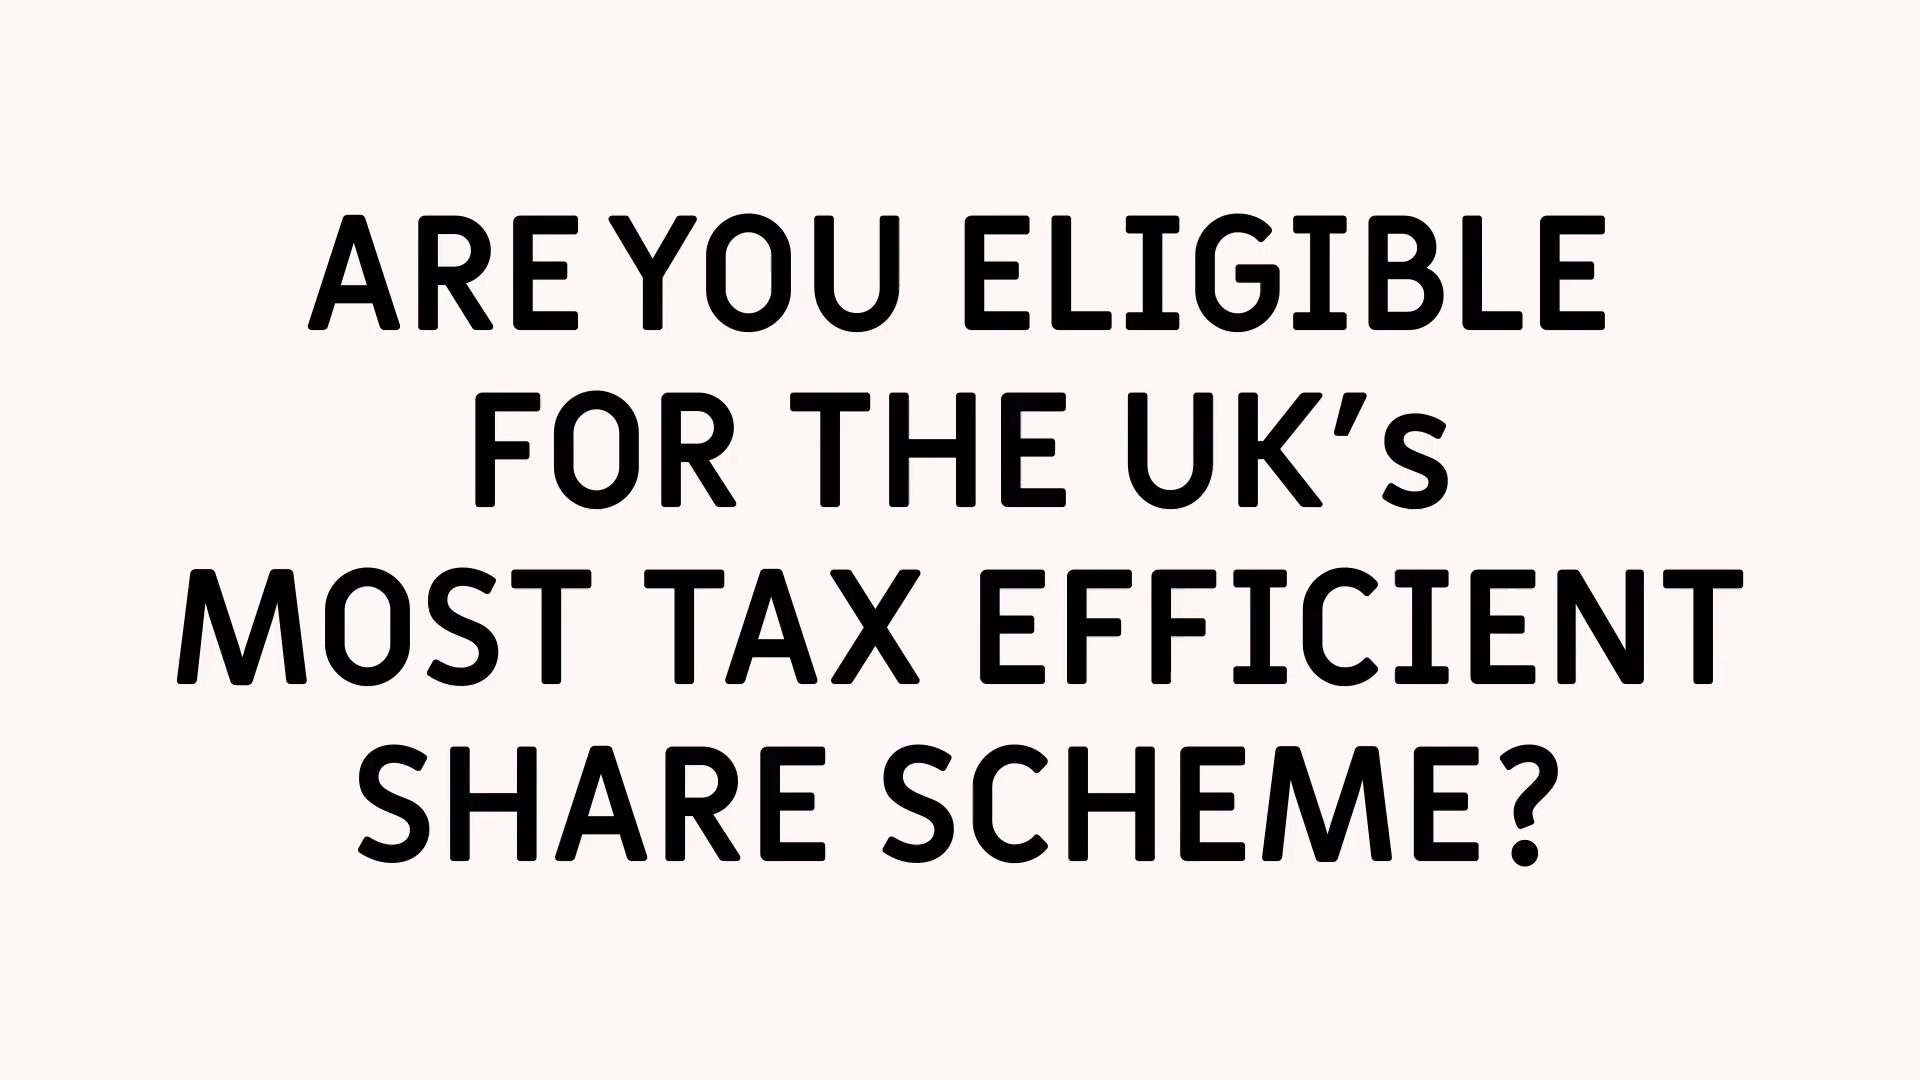 ARE YOU ELIGIBLE
FOR THE UK’s
MOST TAX EFFICIENT
SHARE SCHEME?